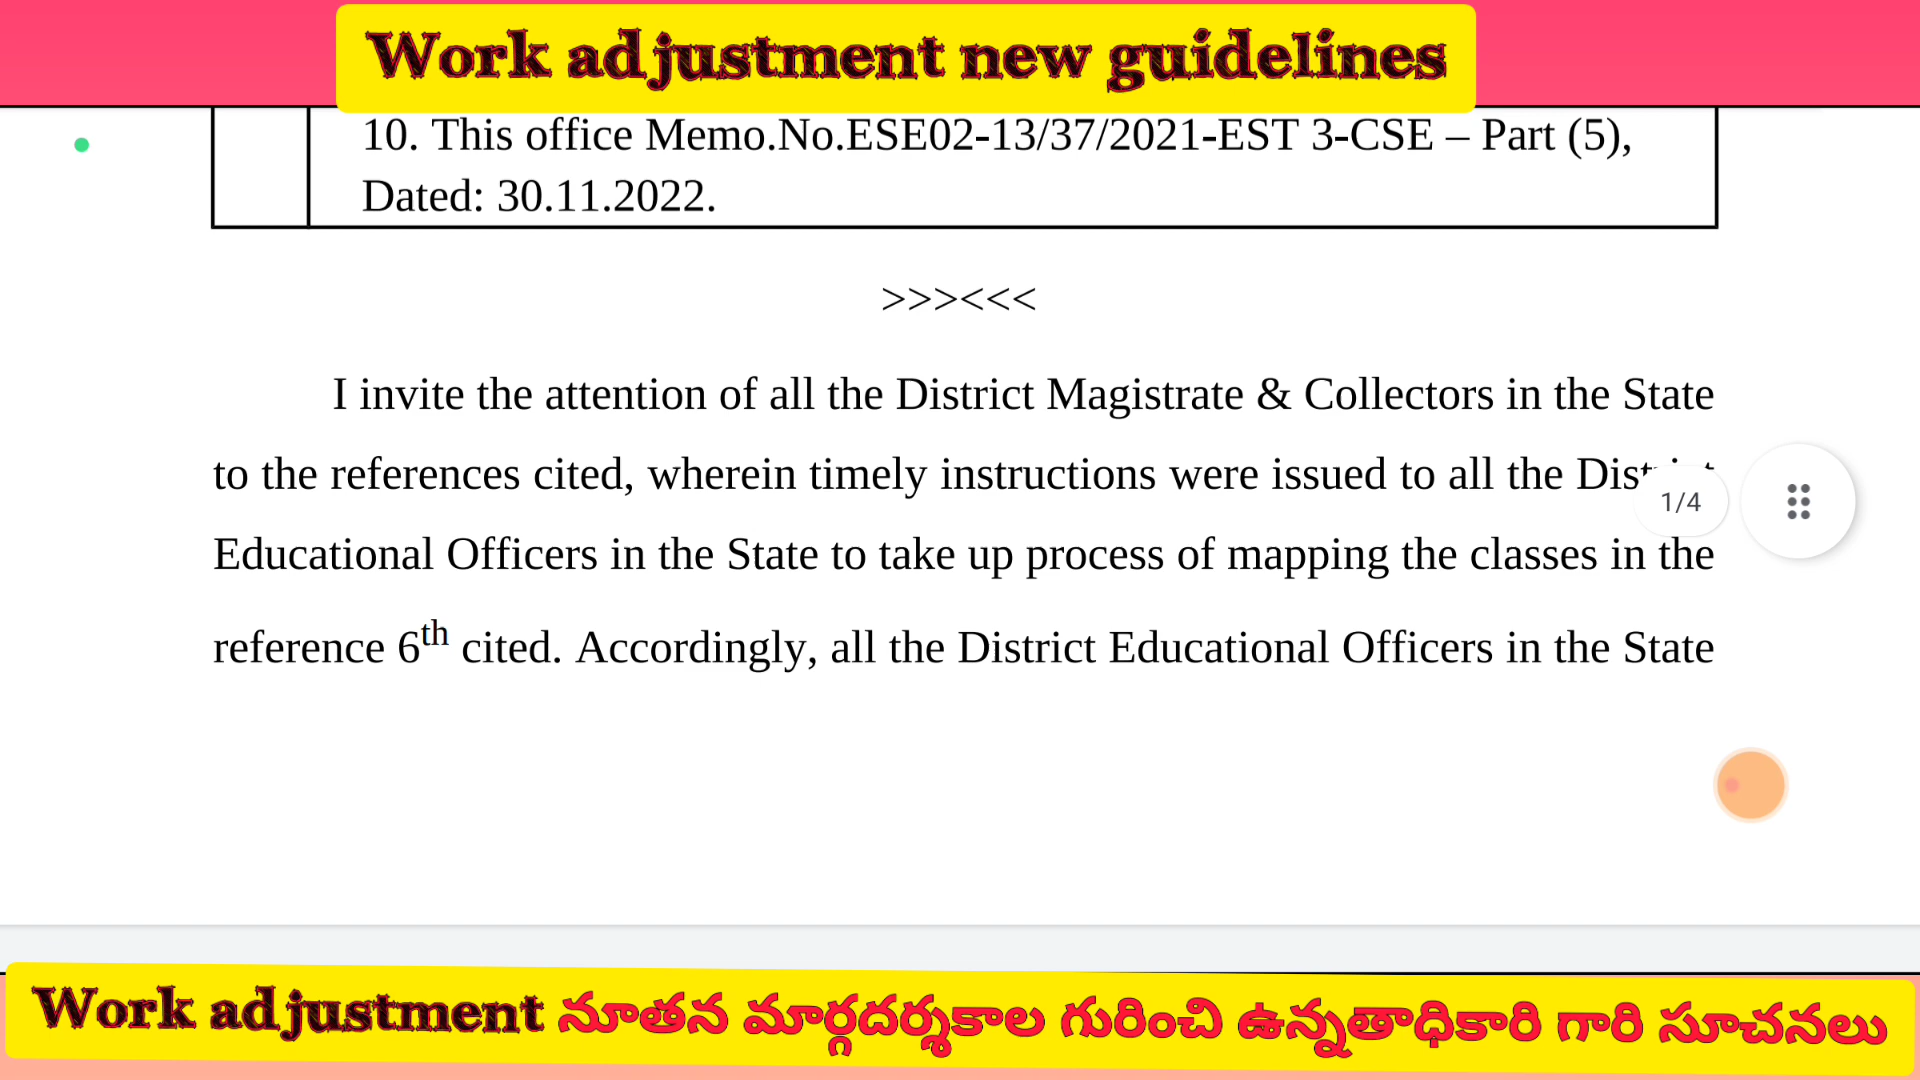 Work adjustment new guidelines
10. This office Memo.No.ESE02-13/37/2021-EST 3-CSE – Part (5),
Dated: 30.11.2022.
>>><<<
I invite the attention of all the District Magistrate & Collectors in the State
to the references cited, wherein timely instructions were issued to all the District
1/4
Educational Officers in the State to take up process of mapping the classes in the
reference 6th cited. Accordingly, all the District Educational Officers in the State
Work adjustment నూతన మార్గదర్శకాల గురించి ఉన్నతాధికారి గారి సూచనలు